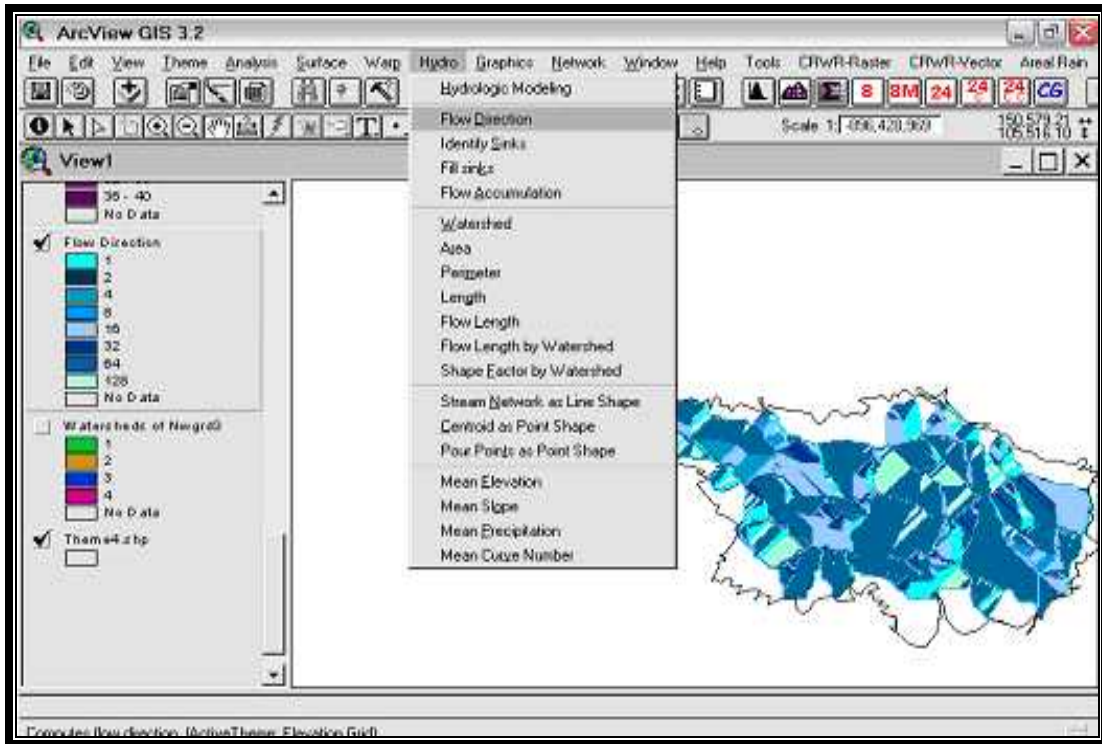 ArcView GIS 3.2
File Edit View Theme Analysis Surface Warp Hydro Graphics Network Window Help Tools CRWR-Raster CRWR-Vector Areal Rain
8 8M 24 24 24 CG
Scale 1:
View1
36 - 40
No Data
Flow Direction
1
2
4
8
16
32
64
128
No Data
Watersheds of
1
2
3
4
No Data
Theme4.shp
Hydrologic Modeling
Flow Direction
Identify Sinks
Fill sinks
Flow Accumulation
Watershed
Area
Perimeter
Length
Flow Length
Flow Length by Watershed
Shape Factor by Watershed
Stream Network as Line Shape
Centroid as Point Shape
Pour Points as Point Shape
Mean Elevation
Mean Slope
Mean Precipitation
Mean Curve Number
Computes flow direction. (ActiveTheme: Elevation Grid)